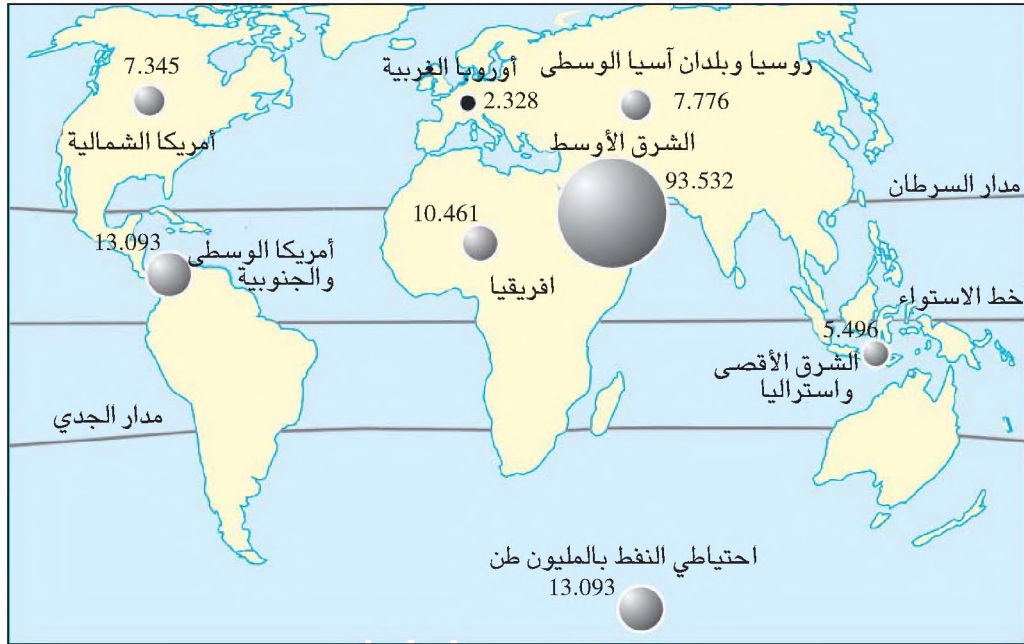 7.345
أمريكا الشمالية
أوروبا الغربية
2.328
روسيا وبلدان آسيا الوسطى
7.776
الشرق الأوسط
93.532
مدار السرطان
10.461
افريقيا
13.093
أمريكا الوسطى
والجنوبية
خط الاستواء
5.496
الشرق الأقصى
واستراليا
مدار الجدي
احتياطي النفط بالمليون طن
13.093